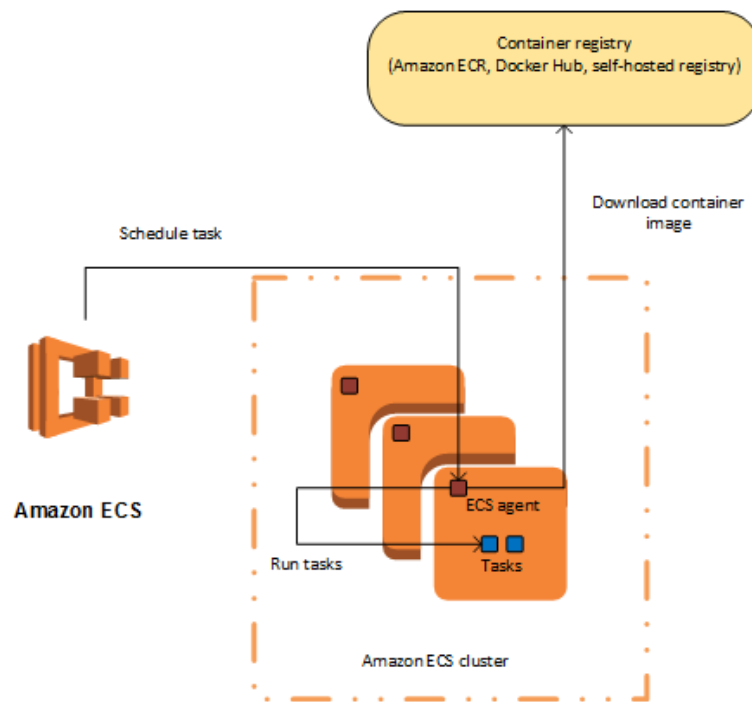 Container registry
(Amazon ECR, Docker Hub, self-hosted registry)
Download container
image
Schedule task
Amazon ECS
ECS agent
Run tasks
Tasks
Amazon ECS cluster